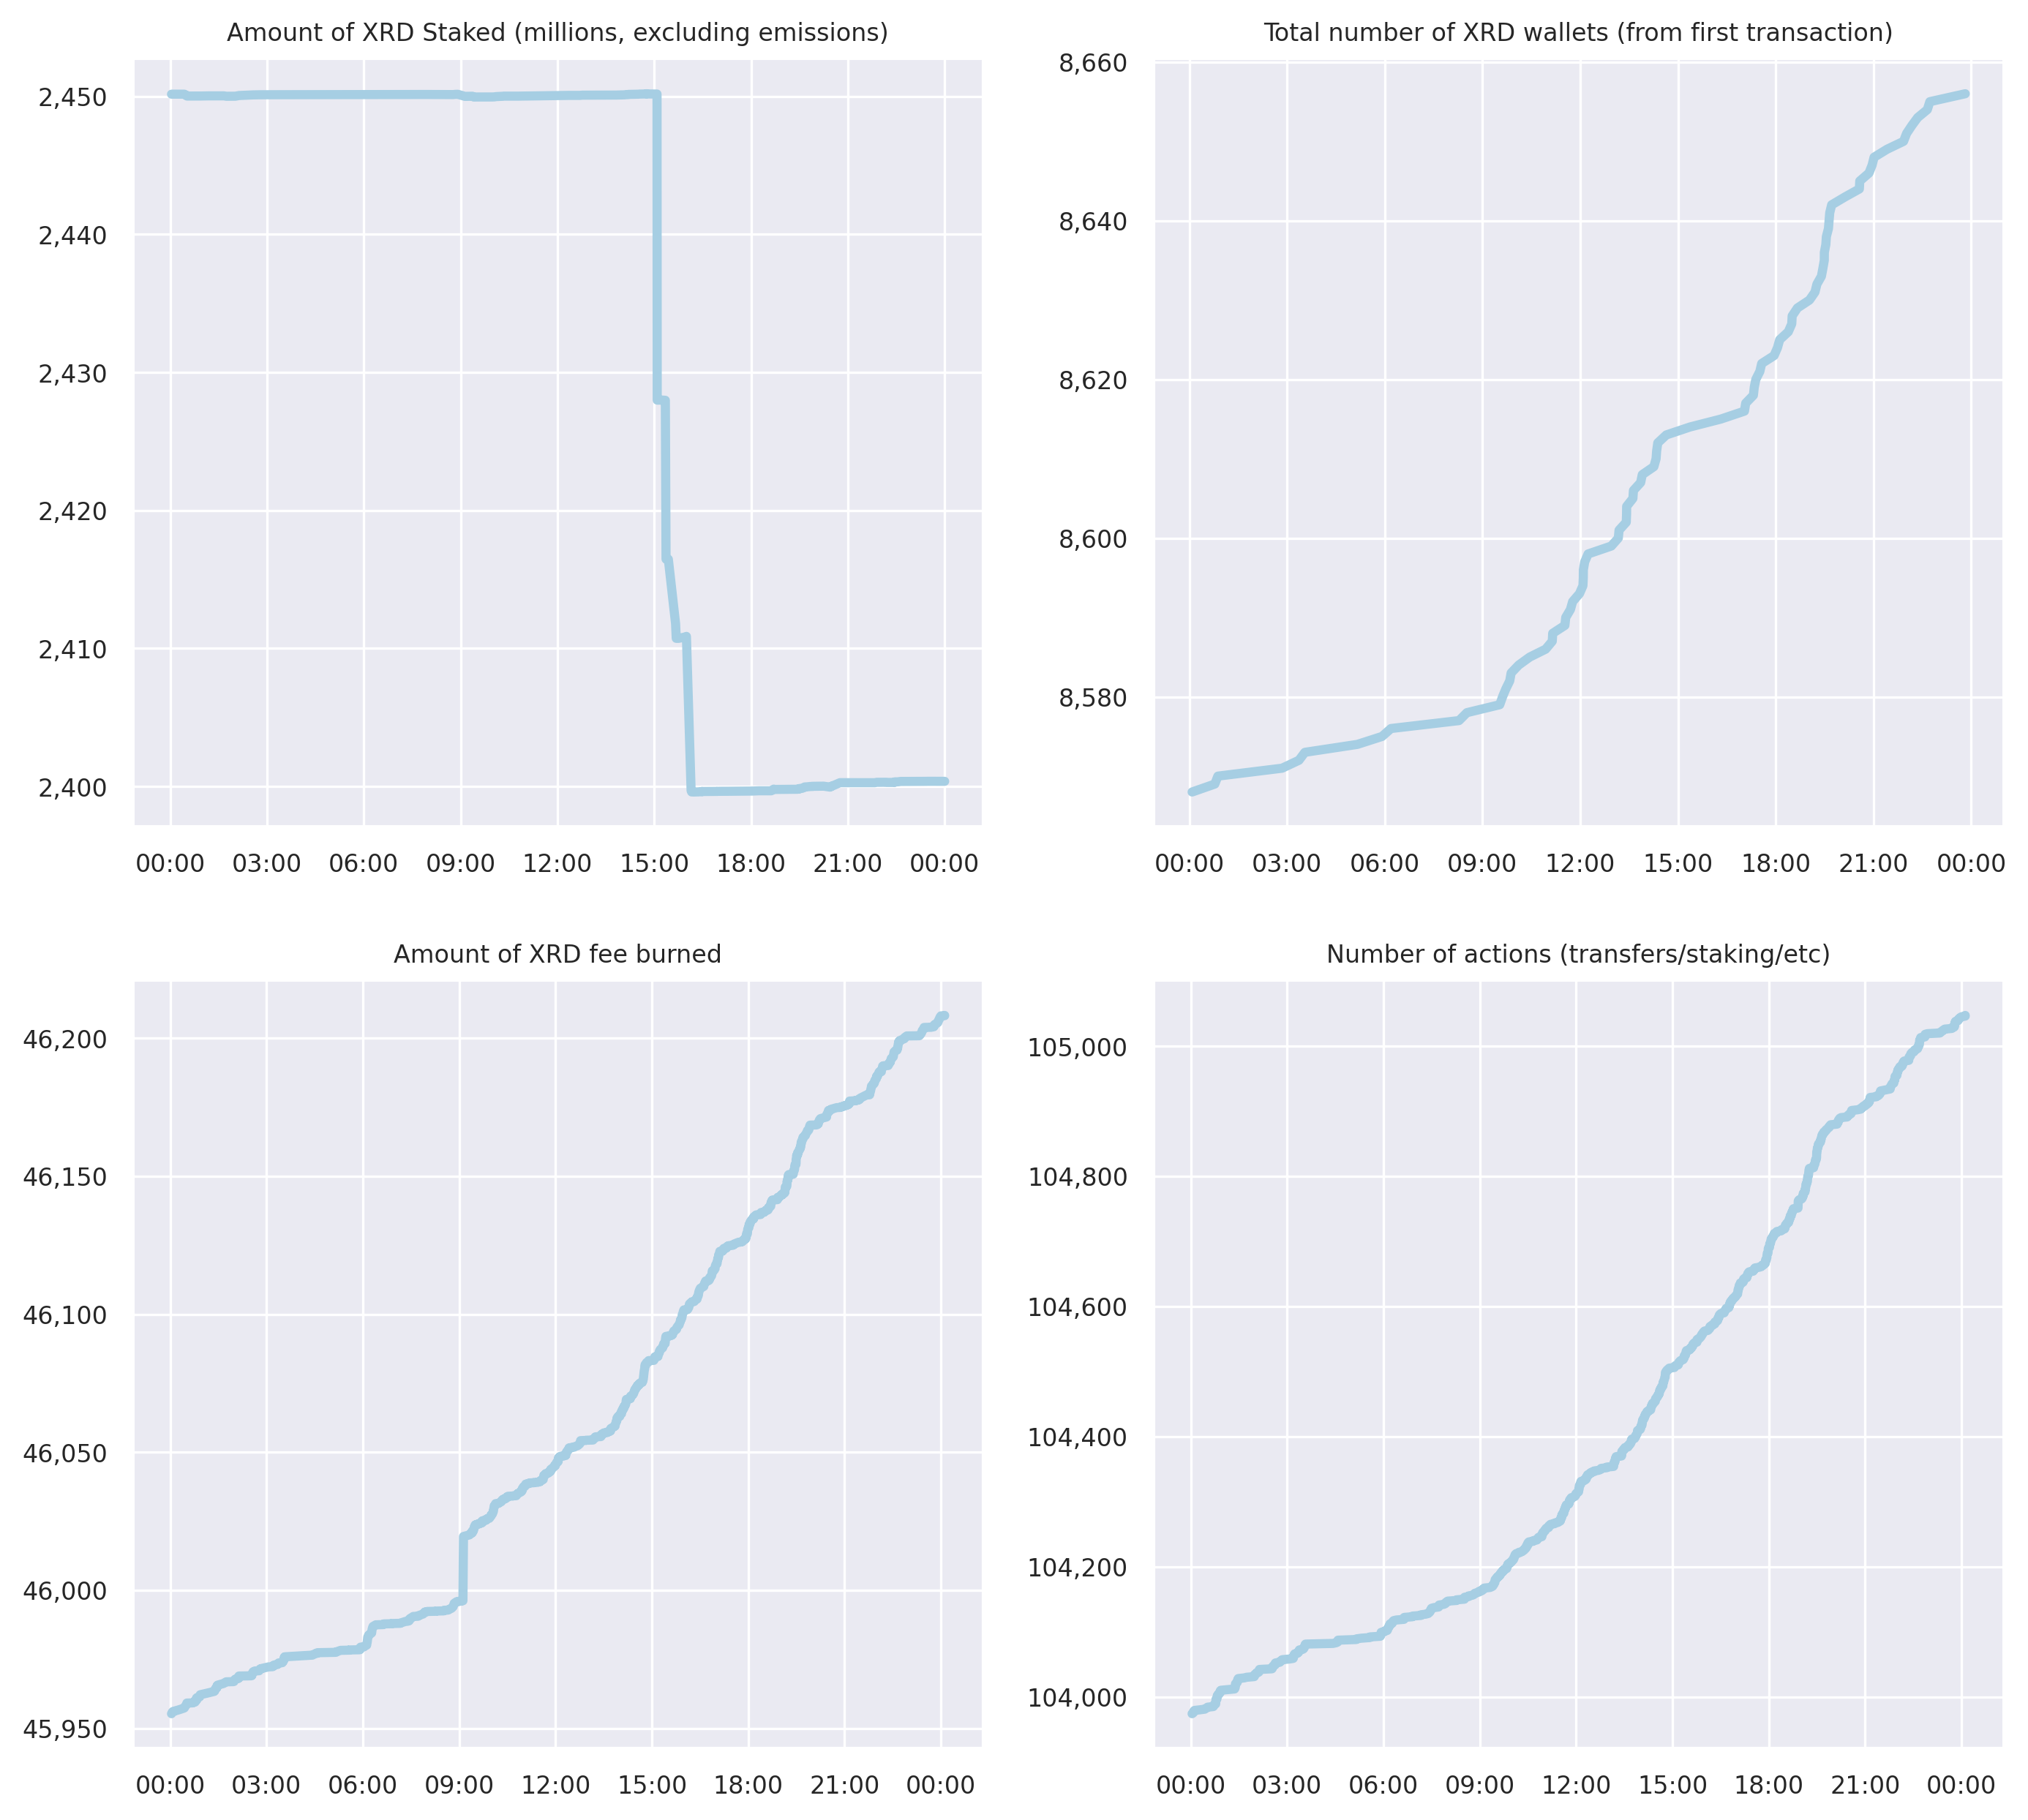 Amount of XRD Staked (millions, excluding emissions)
2,450
2,440
2,430
2,420
2,410
2,400
00:00 03:00 06:00 09:00 12:00 15:00 18:00 21:00 00:00
Total number of XRD wallets (from first transaction)
8,660
8,640
8,620
8,600
8,580
00:00 03:00 06:00 09:00 12:00 15:00 18:00 21:00 00:00
Amount of XRD fee burned
46,200
46,150
46,100
46,050
46,000
45,950
00:00 03:00 06:00 09:00 12:00 15:00 18:00 21:00 00:00
Number of actions (transfers/staking/etc)
105,000
104,800
104,600
104,400
104,200
104,000
00:00 03:00 06:00 09:00 12:00 15:00 18:00 21:00 00:00